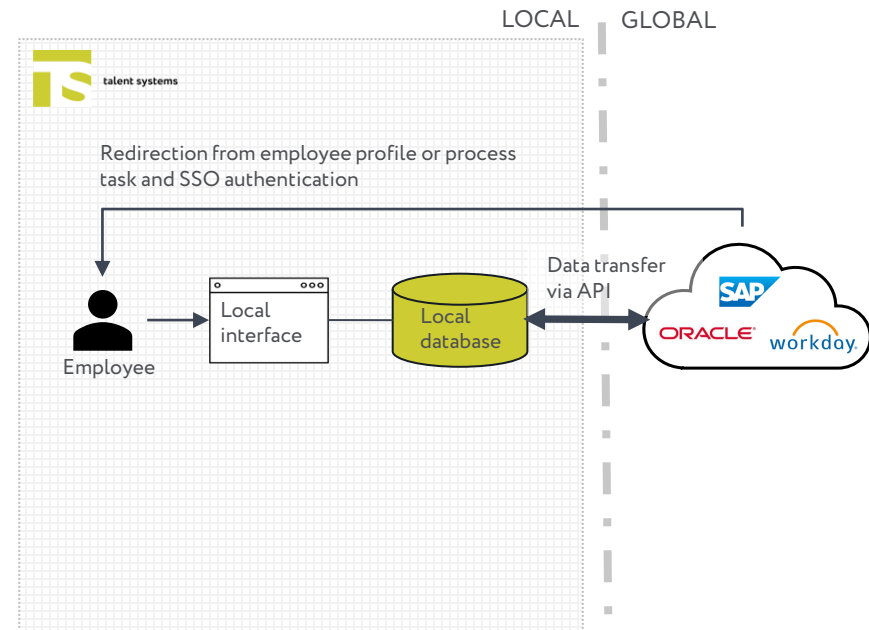 LOCAL
GLOBAL
TS
talent systems
Redirection from employee profile or process
task and SSO authentication
Data transfer
via API
SAP
ORACLE
workday.
Local
interface
Local
database
Employee